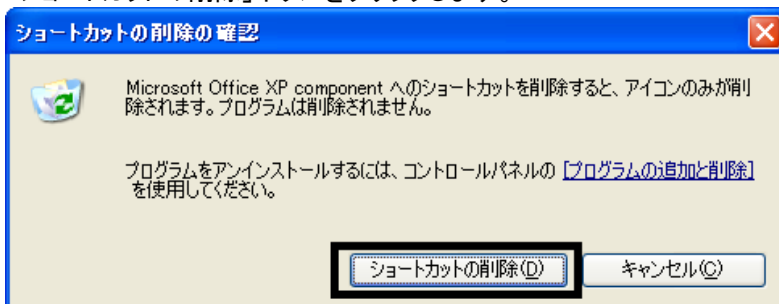 ショートカットの削除の確認
Microsoft Office XP component へのショートカットを削除すると、アイコンのみが削
除されます。プログラムは削除されません。
プログラムをアンインストールするには、コントロールパネルの [プログラムの追加と削除]
を使用してください。
ショートカットの削除(D)
キャンセル(C)